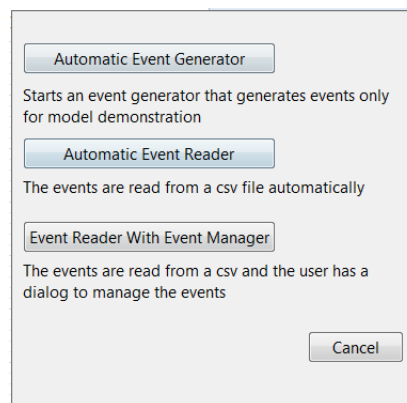 Automatic Event Generator
Starts an event generator that generates events only
for model demonstration
Automatic Event Reader
The events are read from a csv file automatically
Event Reader With Event Manager
The events are read from a csv and the user has a
dialog to manage the events
Cancel